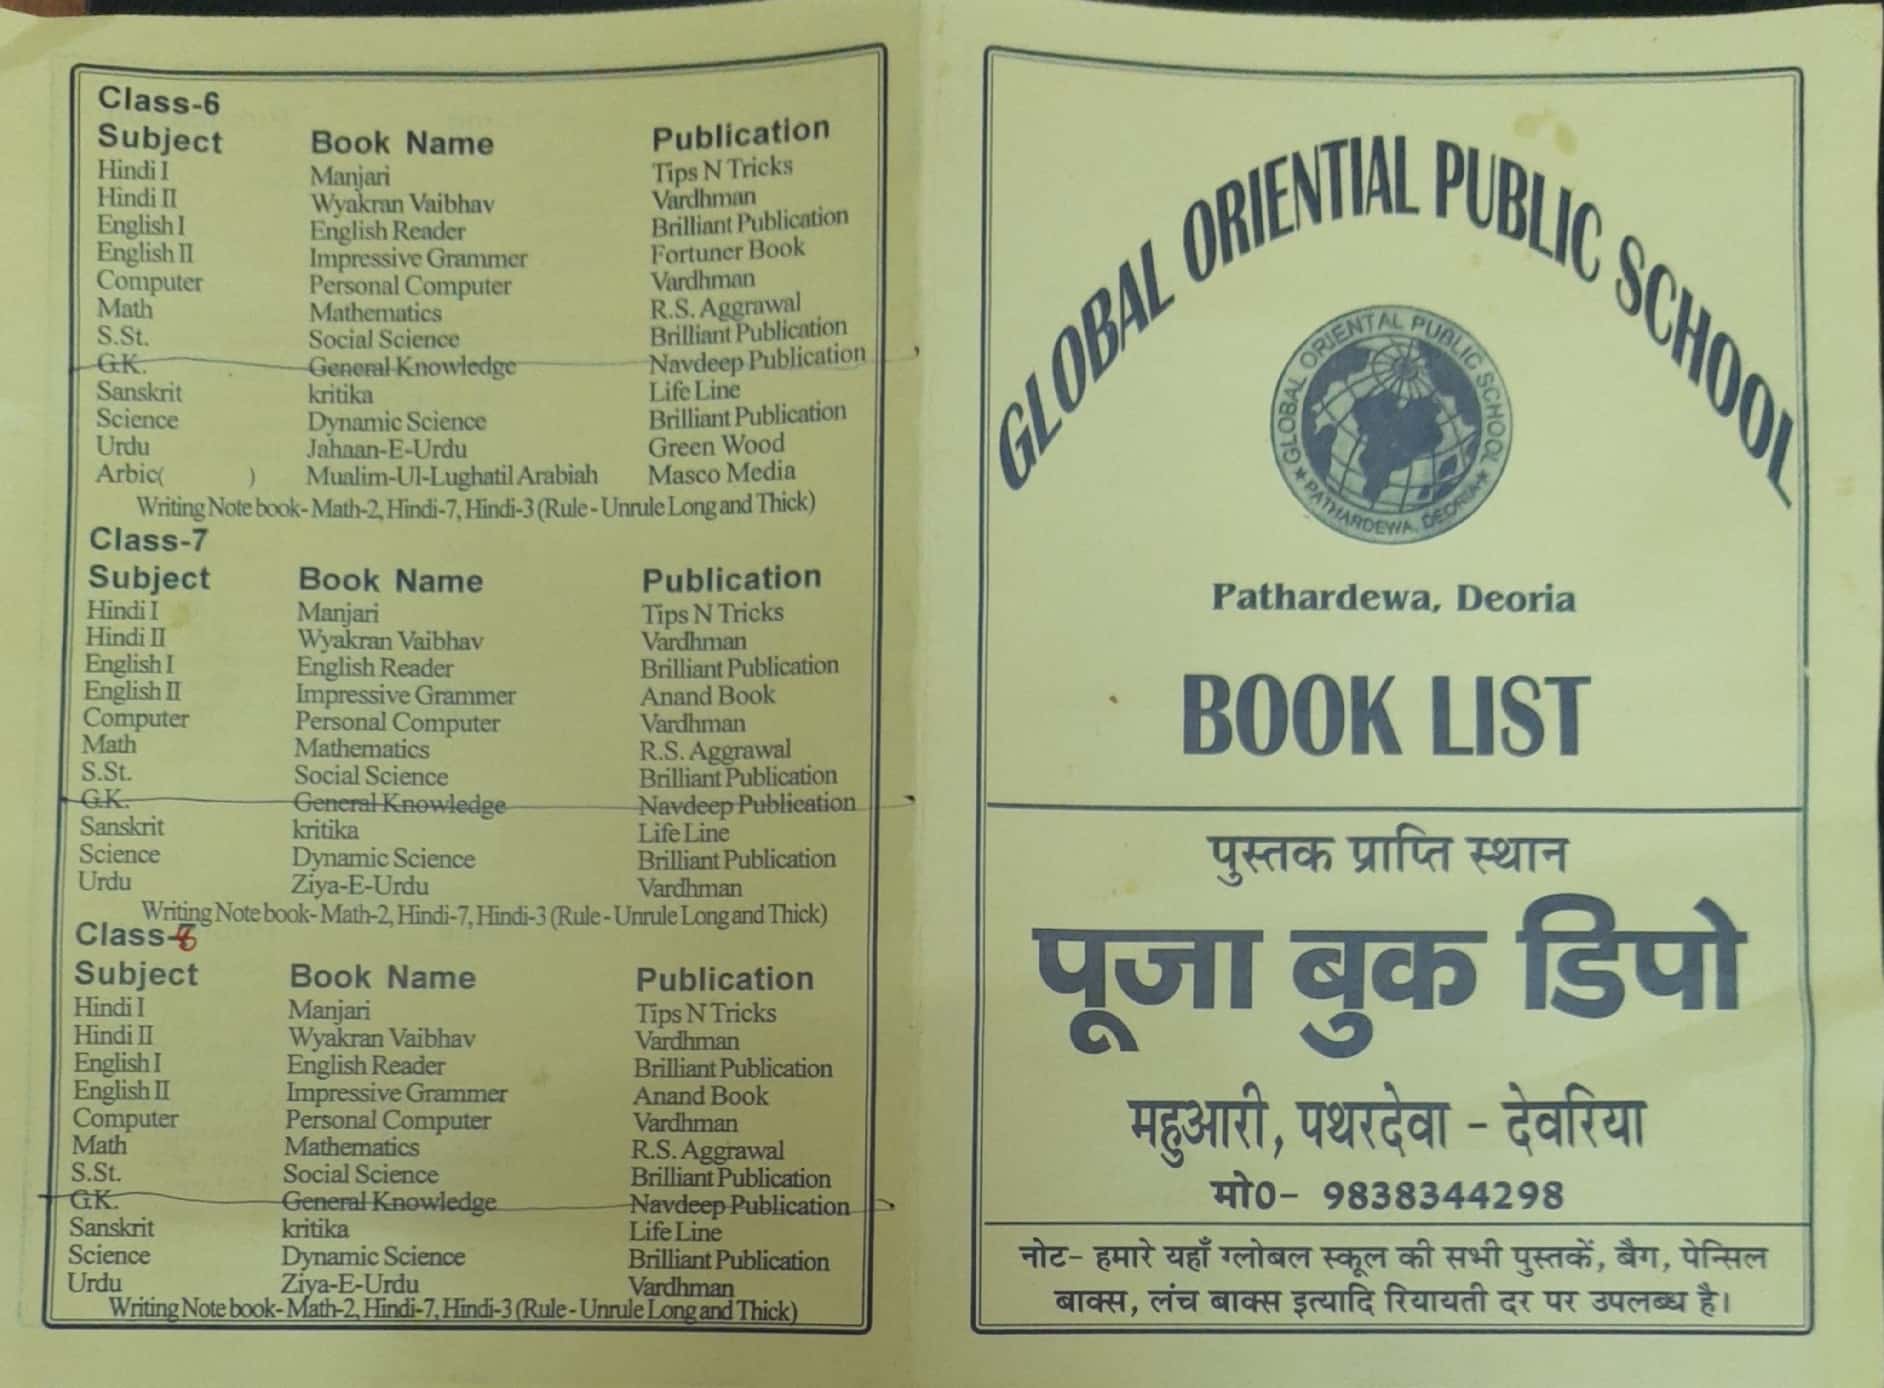 Class-6
Subject Book Name Publication
Hindi I Manjari Tips N Tricks
Hindi II Wyakran Vaibhav Vardhman
English I English Reader Brilliant Publication
English II Impressive Grammer Fortuner Book
Computer Personal Computer Vardhman
Math Mathematics R.S. Aggrawal
S.St. Social Science Brilliant Publication
G.K. General Knowledge Navdeep Publication
Sanskrit kritika Life Line
Science Dynamic Science Brilliant Publication
Urdu Jahaan-E-Urdu Green Wood
Arbic( ) Mualim-Ul-Lughatil Arabiah Masco Media
Writing Note book- Math-2, Hindi-7, Hindi-3 (Rule - Unrule Long and Thick)
Class-7
Subject Book Name Publication
Hindi I Manjari Tips N Tricks
Hindi II Wyakran Vaibhav Vardhman
English I English Reader Brilliant Publication
English II Impressive Grammer Anand Book
Computer Personal Computer Vardhman
Math Mathematics R.S. Aggrawal
S.St. Social Science Brilliant Publication
G.K. General Knowledge Navdeep Publication
Sanskrit kritika Life Line
Science Dynamic Science Brilliant Publication
Urdu Ziya-E-Urdu Vardhman
Writing Note book- Math-2, Hindi-7, Hindi-3 (Rule - Unrule Long and Thick)
Class-8
Subject Book Name Publication
Hindi I Manjari Tips N Tricks
Hindi II Wyakran Vaibhav Vardhman
English I English Reader Brilliant Publication
English II Impressive Grammer Anand Book
Computer Personal Computer Vardhman
Math Mathematics R.S. Aggrawal
S.St. Social Science Brilliant Publication
G.K. General Knowledge Navdeep Publication
Sanskrit kritika Life Line
Science Dynamic Science Brilliant Publication
Urdu Ziya-E-Urdu Vardhman
Writing Note book- Math-2, Hindi-7, Hindi-3 (Rule - Unrule Long and Thick)
GLOBAL ORIENTIAL PUBLIC SCHOOL
GLOBAL ORIENTAL PUBLIC SCHOOL
PATHARDEWA, DEORIA
Pathardewa, Deoria
BOOK LIST
पुस्तक प्राप्ति स्थान
पूजा बुक डिपो
महुआरी, पथरदेवा - देवरिया
मो0- 9838344298
नोट- हमारे यहाँ ग्लोबल स्कूल की सभी पुस्तकें, बैग, पेन्सिल
बाक्स, लंच बाक्स इत्यादि रियायती दर पर उपलब्ध है।